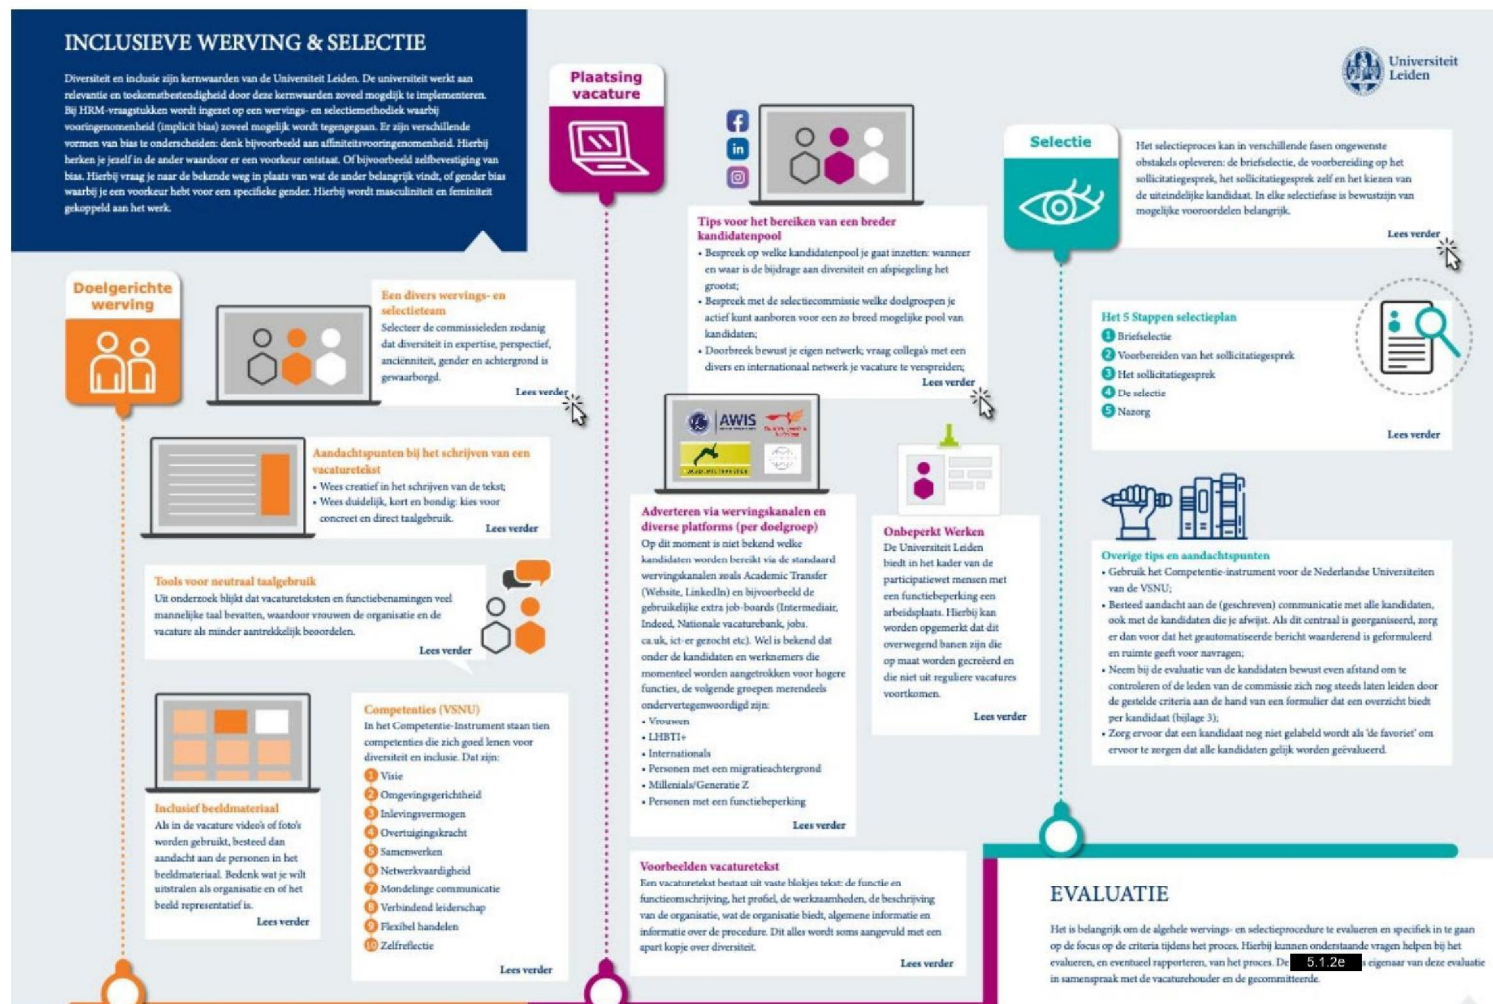 INCLUSIEVE WERVING & SELECTIE
Diversiteit en inclusie zijn kernwaarden van de Universiteit Leiden. De universiteit werkt aan
relevantie en toekomstbestendigheid door deze kernwaarden zoveel mogelijk te implementeren.
Bij HRM-vraagstukken wordt ingezet op een wervings- en selectiemethodiek waarbij
vooringenomenheid (implicit bias) zoveel mogelijk wordt tegengegaan. Er zijn verschillende
vormen van bias te onderscheiden: denk bijvoorbeeld aan affiniteitsvooringenomenheid. Hierbij
herken je jezelf in de ander waardoor er een voorkeur ontstaat. Of bijvoorbeeld zelfbevestiging van
bias. Hierbij vraag je naar de bekende weg in plaats van wat de ander belangrijk vindt, of gender bias
waarbij je een voorkeur hebt voor een specifieke gender. Hierbij wordt masculiniteit en feminiteit
gekoppeld aan het werk.
Doelgerichte
werving
Een divers wervings- en
selectieteam
Selecteer de commissieleden zodanig
dat diversiteit in expertise, perspectief,
anciënniteit, gender en achtergrond is
gewaarborgd.
Lees verder
Aandachtspunten bij het schrijven van een
vacaturetekst
• Wees creatief in het schrijven van de tekst;
• Wees duidelijk, kort en bondig: kies voor
concreet en direct taalgebruik.
Lees verder
Tools voor neutraal taalgebruik
Uit onderzoek blijkt dat vacatureteksten en functiebenamingen veel
mannelijke taal bevatten, waardoor vrouwen de organisatie en de
vacature als minder aantrekkelijk beoordelen.
Lees verder
Inclusief beeldmateriaal
Als in de vacature video's of foto's
worden gebruikt, besteed dan
aandacht aan de personen in het
beeldmateriaal. Bedenk wat je wilt
uitstralen als organisatie en of het
beeld representatief is.
Lees verder
Competenties (VSNU)
In het Competentie-Instrument staan tien
competenties die zich goed lenen voor
diversiteit en inclusie. Dat zijn:
1 Visie
2 Omgevingsgerichtheid
3 Inlevingsvermogen
4 Overtuigingskracht
5 Samenwerken
6 Netwerkvaardigheid
7 Mondelinge communicatie
8 Verbindend leiderschap
9 Flexibel handelen
10 Zelfreflectie
Lees verder
Plaatsing
vacature
f
in
Tips voor het bereiken van een breder
kandidatenpool
• Bespreek op welke kandidatenpool je gaat inzetten: wanneer
en waar is de bijdrage aan diversiteit en afspiegeling het
grootst;
• Bespreek met de selectiecommissie welke doelgroepen je
actief kunt aanboren voor een zo breed mogelijke pool van
kandidaten;
• Doorbreek bewust je eigen netwerk; vraag collega's met een
divers en internationaal netwerk je vacature te verspreiden;
Lees verder
AWIS
Adverteren via wervingskanalen en
diverse platforms (per doelgroep)
Op dit moment is niet bekend welke
kandidaten worden bereikt via de standaard
wervingskanalen zoals Academic Transfer
(Website, LinkedIn) en bijvoorbeeld de
gebruikelijke extra job-boards (Intermediair,
Indeed, Nationale vacaturebank, jobs.
ca.uk, ict-er gezocht etc). Wel is bekend dat
onder de kandidaten en werknemers die
momenteel worden aangetrokken voor hogere
functies, de volgende groepen merendeels
ondervertegenwoordigd zijn:
• Vrouwen
• LHBTI+
• Internationals
• Personen met een migratieachtergrond
• Millenials/Generatie Z
• Personen met een functiebeperking
Lees verder
Onbeperkt Werken
De Universiteit Leiden
biedt in het kader van de
participatiewet mensen met
een functiebeperking een
arbeidsplaats. Hierbij kan
worden opgemerkt dat dit
overwegend banen zijn die
op maat worden gecreëerd en
die niet uit reguliere vacatures
voortkomen.
Lees verder
Voorbeelden vacaturetekst
Een vacaturetekst bestaat uit vaste blokjes tekst: de functie en
functieomschrijving, het profiel, de werkzaamheden, de beschrijving
van de organisatie, wat de organisatie biedt, algemene informatie en
informatie over de procedure. Dit alles wordt soms aangevuld met een
apart kopje over diversiteit.
Lees verder
Universiteit
Leiden
Selectie
Het selectieproces kan in verschillende fasen ongewenste
obstakels opleveren: de briefselectie, de voorbereiding op het
sollicitatiegesprek, het sollicitatiegesprek zelf en het kiezen van
de uiteindelijke kandidaat. In elke selectiefase is bewustzijn van
mogelijke vooroordelen belangrijk.
Lees verder
Het 5 Stappen selectieplan
1 Briefselectie
2 Voorbereiden van het sollicitatiegesprek
3 Het sollicitatiegesprek
4 De selectie
5 Nazorg
Lees verder
Overige tips en aandachtspunten
• Gebruik het Competentie-instrument voor de Nederlandse Universiteiten
van de VSNU;
• Besteed aandacht aan de (geschreven) communicatie met alle kandidaten,
ook met de kandidaten die je afwijst. Als dit centraal is georganiseerd, zorg
er dan voor dat het geautomatiseerde bericht waarderend is geformuleerd
en ruimte geeft voor navragen;
• Neem bij de evaluatie van de kandidaten bewust even afstand om te
controleren of de leden van de commissie zich nog steeds laten leiden door
de gestelde criteria aan de hand van een formulier dat een overzicht biedt
per kandidaat (bijlage 3);
• Zorg ervoor dat een kandidaat nog niet gelabeld wordt als 'de favoriet' om
ervoor te zorgen dat alle kandidaten gelijk worden geëvalueerd.
EVALUATIE
Het is belangrijk om de algehele wervings- en selectieprocedure te evalueren en specifiek in te gaan
op de focus op de criteria tijdens het proces. Hierbij kunnen onderstaande vragen helpen bij het
evalueren, en eventueel rapporteren, van het proces. De 5.1.2e s eigenaar van deze evaluatie
in samenspraak met de vacaturehouder en de gecommitteerde.